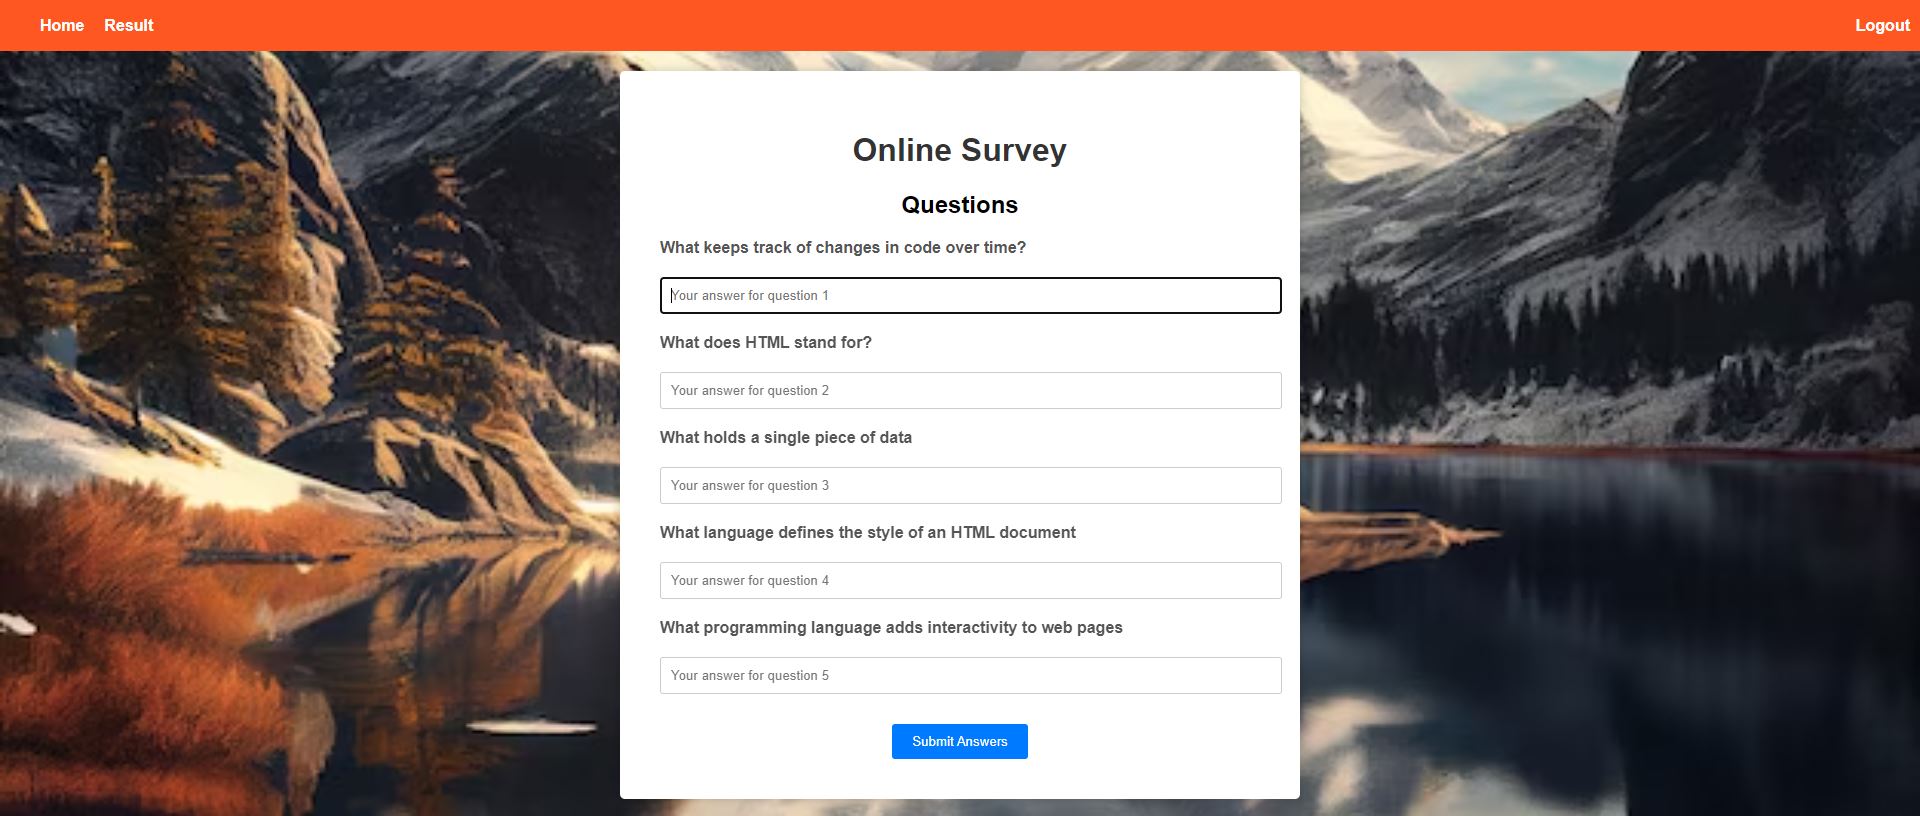 Home Result Logout
Online Survey
Questions
What keeps track of changes in code over time?
Your answer for question 1
What does HTML stand for?
Your answer for question 2
What holds a single piece of data
Your answer for question 3
What language defines the style of an HTML document
Your answer for question 4
What programming language adds interactivity to web pages
Your answer for question 5
Submit Answers